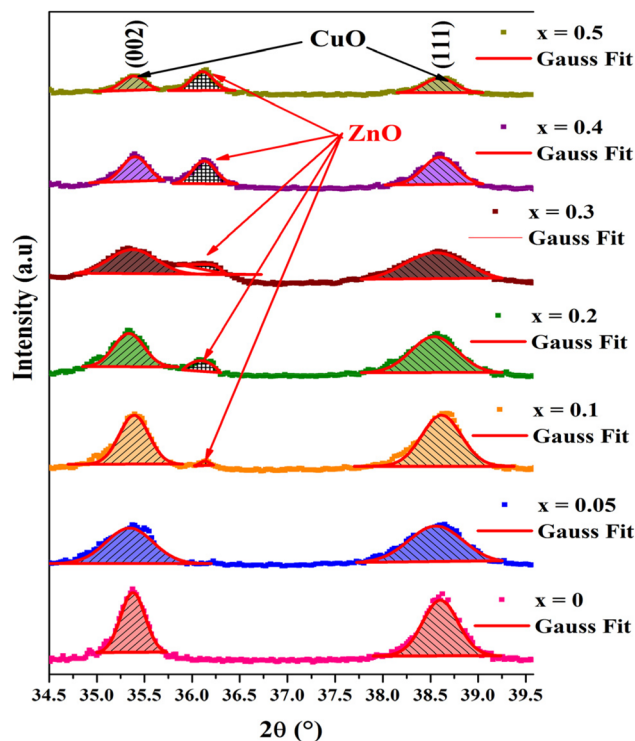 (002)
CuO
(111)
x = 0.5
Gauss Fit
ZnO
x = 0.4
Gauss Fit
x = 0.3
Gauss Fit
x = 0.2
Gauss Fit
x = 0.1
Gauss Fit
x = 0.05
Gauss Fit
x = 0
Gauss Fit
Intensity (a.u)
34.5 35.0 35.5 36.0 36.5 37.0 37.5 38.0 38.5 39.0 39.5
2θ (°)